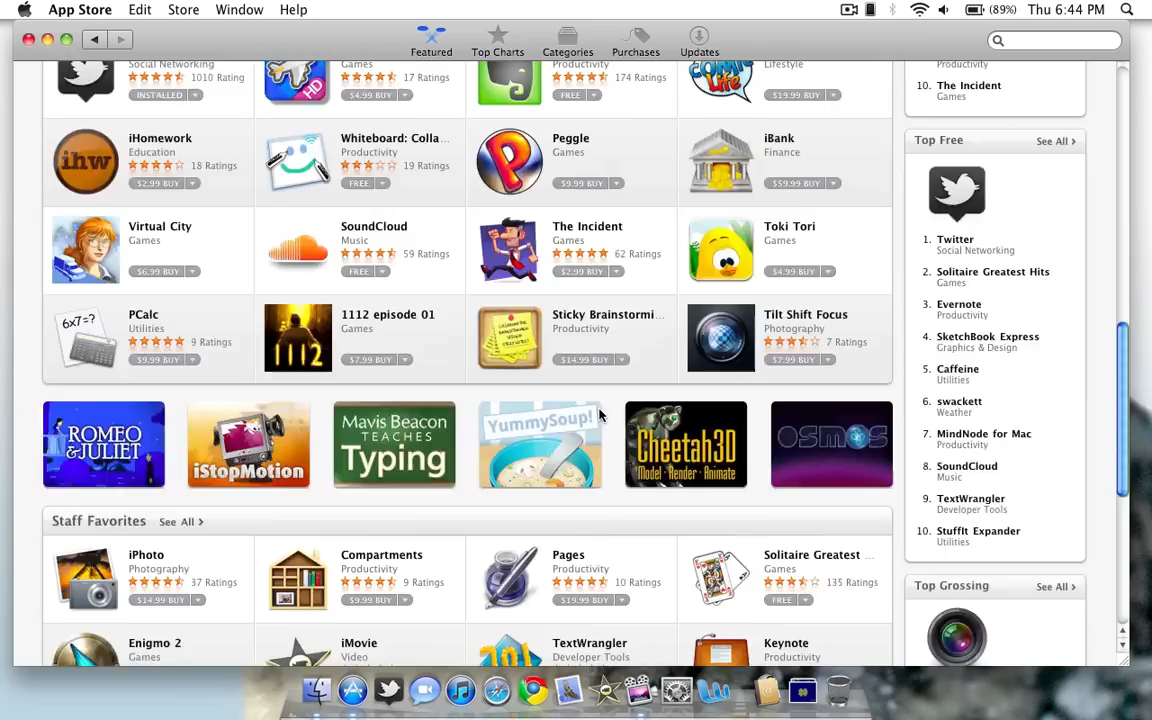 App Store Edit Store Window Help (89%) Thu 6:44 PM
Featured Top Charts Categories Purchases Updates
Social Networking
1010 Rating
INSTALLED
Games
17 Ratings
$4.99 BUY
HD
Productivity
174 Ratings
FREE
Lifestyle
$19.99 BUY
Comic Life
iHomework
Education
18 Ratings
$2.99 BUY
ihw
Whiteboard: Colla...
Productivity
19 Ratings
FREE
Peggle
Games
$9.99 BUY
P
iBank
Finance
$59.99 BUY
Virtual City
Games
$6.99 BUY
SoundCloud
Music
59 Ratings
FREE
The Incident
Games
62 Ratings
$2.99 BUY
Toki Tori
Games
$4.99 BUY
PCalc
Utilities
9 Ratings
$9.99 BUY
6x7=?
1112 episode 01
Games
$7.99 BUY
1112
Sticky Brainstormi...
Productivity
$14.99 BUY
Tilt Shift Focus
Photography
7 Ratings
$7.99 BUY
ROMEO
&JULIET
iStopMotion
Mavis Beacon
TEACHES
Typing
YummySoup!
Cheetah3D
Model · Render · Animate
OSMOS
Staff Favorites See All >
iPhoto
Photography
37 Ratings
$14.99 BUY
Compartments
Productivity
9 Ratings
$9.99 BUY
Pages
Productivity
10 Ratings
$19.99 BUY
Solitaire Greatest ...
Games
135 Ratings
FREE
Enigmo 2
Games
iMovie
Video
TextWrangler
Developer Tools
Keynote
Productivity
Productivity
10. The Incident
Games
Top Free See All >
1. Twitter
Social Networking
2. Solitaire Greatest Hits
Games
3. Evernote
Productivity
4. SketchBook Express
Graphics & Design
5. Caffeine
Utilities
6. swackett
Weather
7. MindNode for Mac
Productivity
8. SoundCloud
Music
9. TextWrangler
Developer Tools
10. StuffIt Expander
Utilities
Top Grossing See All >